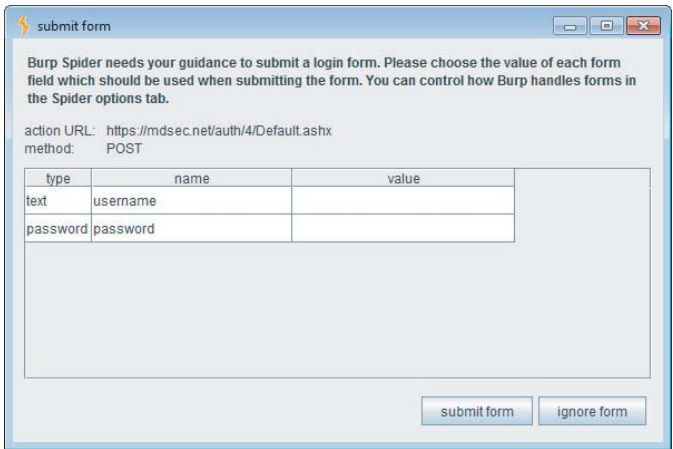 submit form
Burp Spider needs your guidance to submit a login form. Please choose the value of each form
field which should be used when submitting the form. You can control how Burp handles forms in
the Spider options tab.
action URL: https://mdsec.net/auth/4/Default.ashx
method: POST
type name value
text username
password password
submit form ignore form